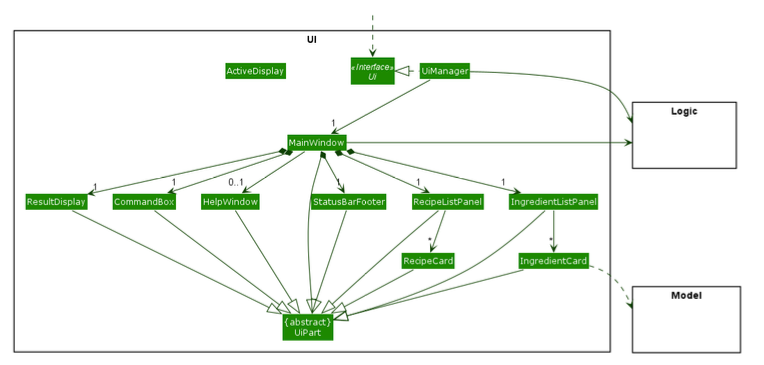 UI
ActiveDisplay
«Interface»
Ui
UiManager
Logic
1
MainWindow
1
1
0..1
1
1
1
ResultDisplay
CommandBox
HelpWindow
StatusBarFooter
RecipeListPanel
IngredientListPanel
*
*
RecipeCard
IngredientCard
Model
{abstract}
UiPart